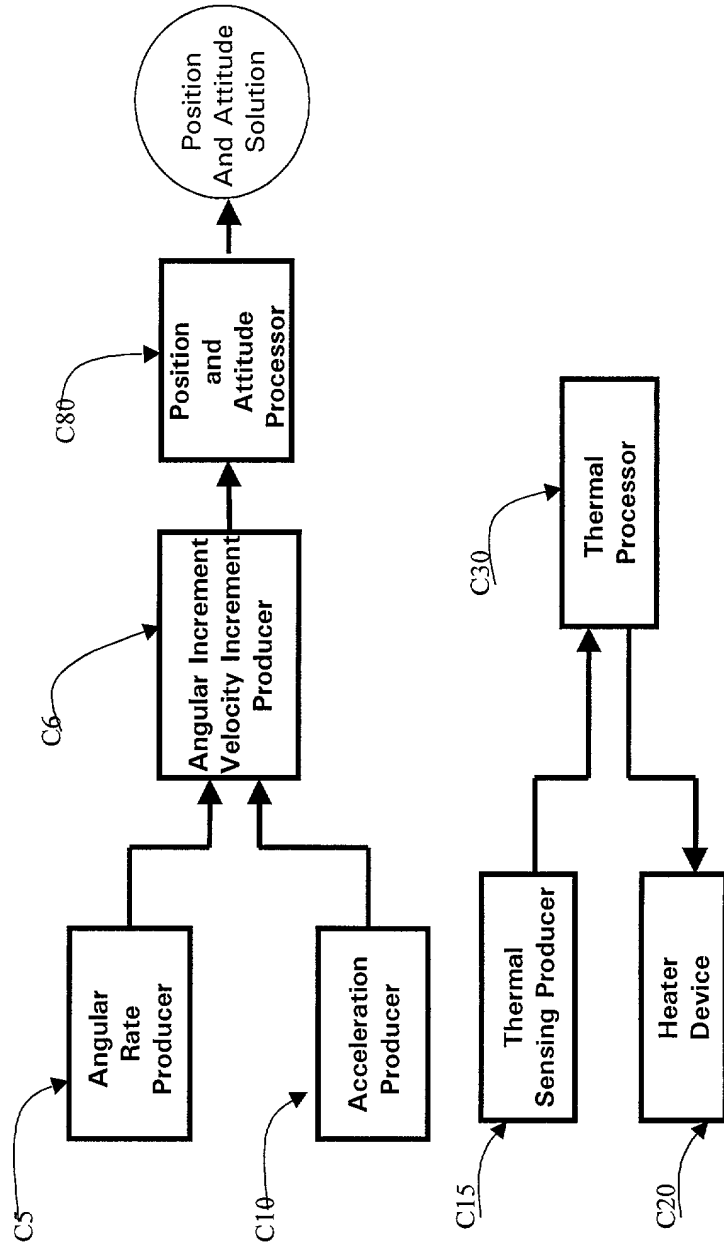 C5
Angular
Rate
Producer
C10
Acceleration
Producer
C6
Angular Increment
Velocity Increment
Producer
C80
Position
and
Attitude
Processor
Position
And Attitude
Solution
C15
Thermal
Sensing Producer
C20
Heater
Device
C30
Thermal
Processor